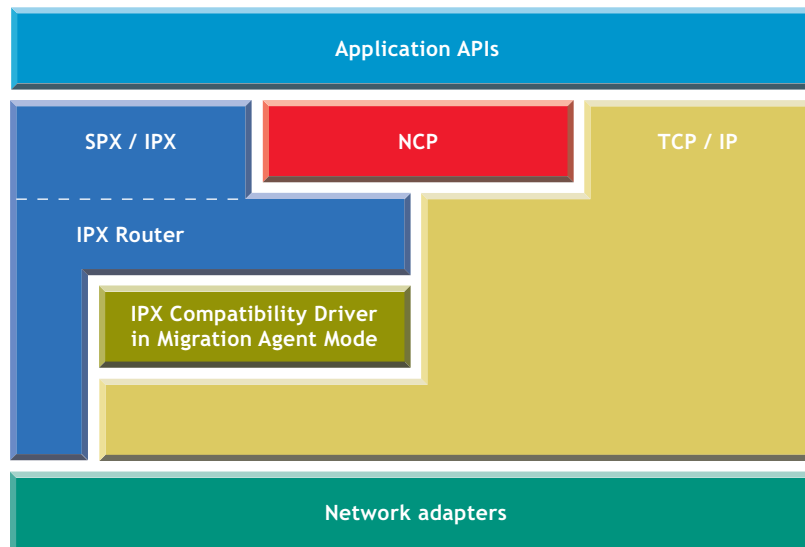 Application APIs
SPX / IPX
NCP
TCP / IP
IPX Router
IPX Compatibility Driver
in Migration Agent Mode
Network adapters